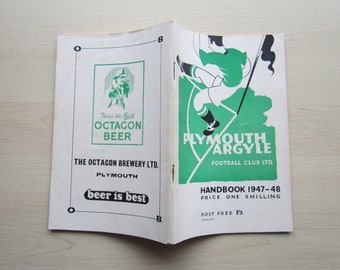 O
B
There's the Best
OCTAGON
BEER
THE OCTAGON BREWERY LTD.
PLYMOUTH
beer is best
O
B
PLYMOUTH
ARGYLE
FOOTBALL CLUB LTD.
HANDBOOK 1947-48
PRICE ONE SHILLING
POST FREE 1'3